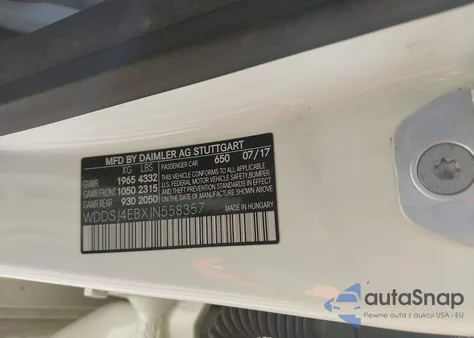 MFD BY DAIMLER AG STUTTGART 650 07/17
KG LBS PASSENGER CAR
GVWR 1965 4332
GAWR FRONT 1050 2315
GAWR REAR 930 2050
THIS VEHICLE CONFORMS TO ALL APPLICABLE
FEDERAL MOTOR VEHICLE SAFETY, BUMPER
AND THEFT PREVENTION STANDARDS IN EFFECT
ON THE DATE OF MANUFACTURE SHOWN ABOVE
WDDSJ4EBXJN558357 MADE IN HUNGARY
autaSnap
Pewne auta z aukcji USA - EU